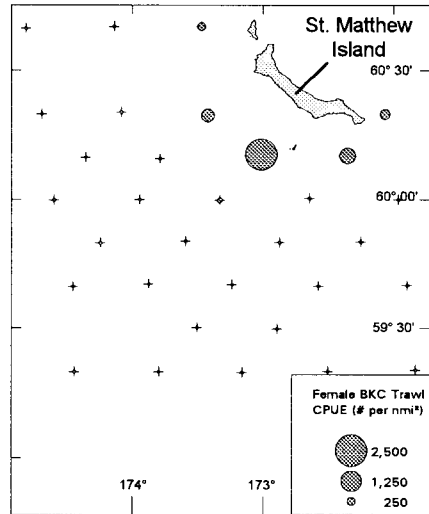 St. Matthew
Island
60° 30'
60° 00'
59° 30'
174°
173°
Female BKC Trawl
CPUE (# per nmi²)
2,500
1,250
250